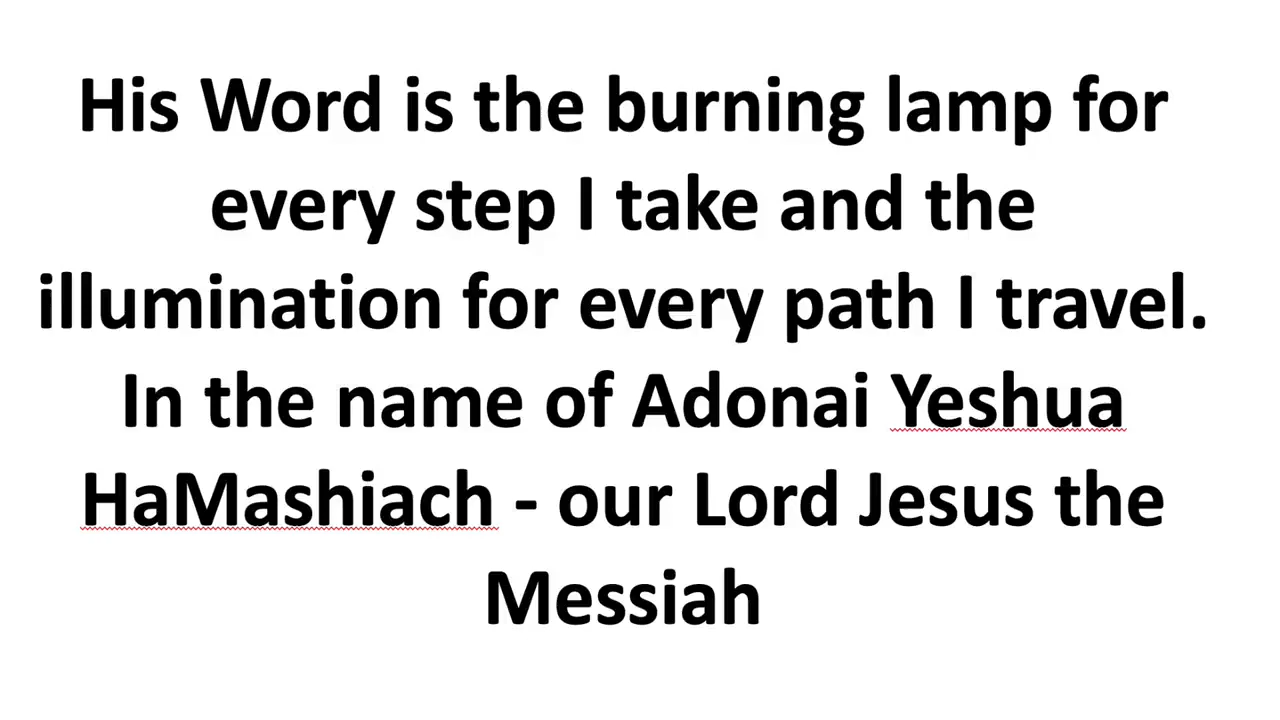 His Word is the burning lamp for
every step I take and the
illumination for every path I travel.
In the name of Adonai Yeshua
HaMashiach - our Lord Jesus the
Messiah